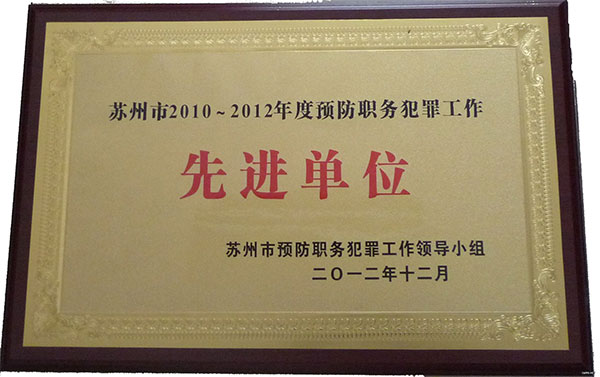 苏州市2010~2012年度预防职务犯罪工作
先进单位
苏州市预防职务犯罪工作领导小组
二〇一二年十二月